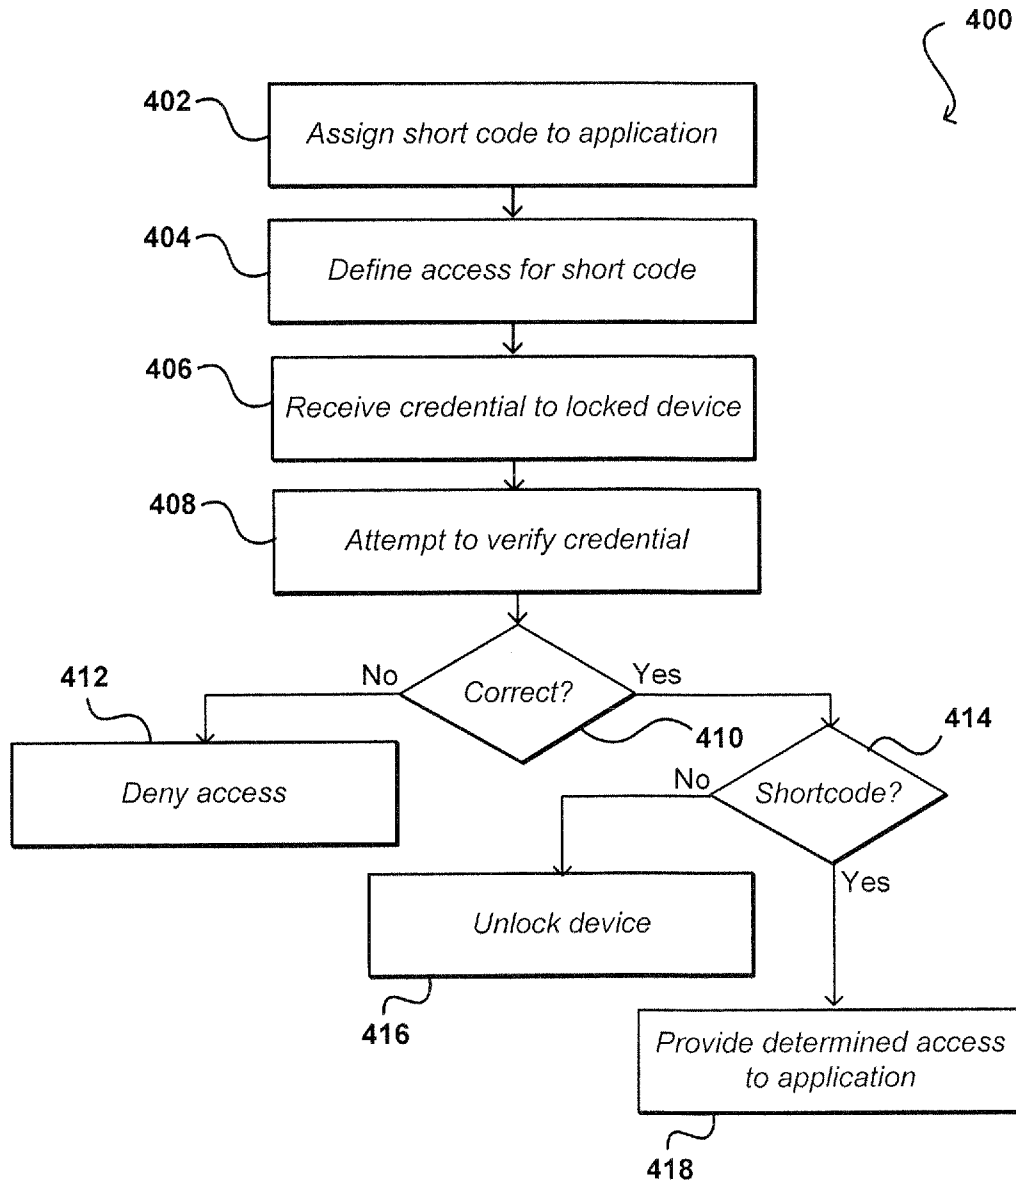 400
402
Assign short code to application
404
Define access for short code
406
Receive credential to locked device
408
Attempt to verify credential
No
Correct?
Yes
410
412
Deny access
414
No
Shortcode?
Yes
Unlock device
416
Provide determined access
to application
418